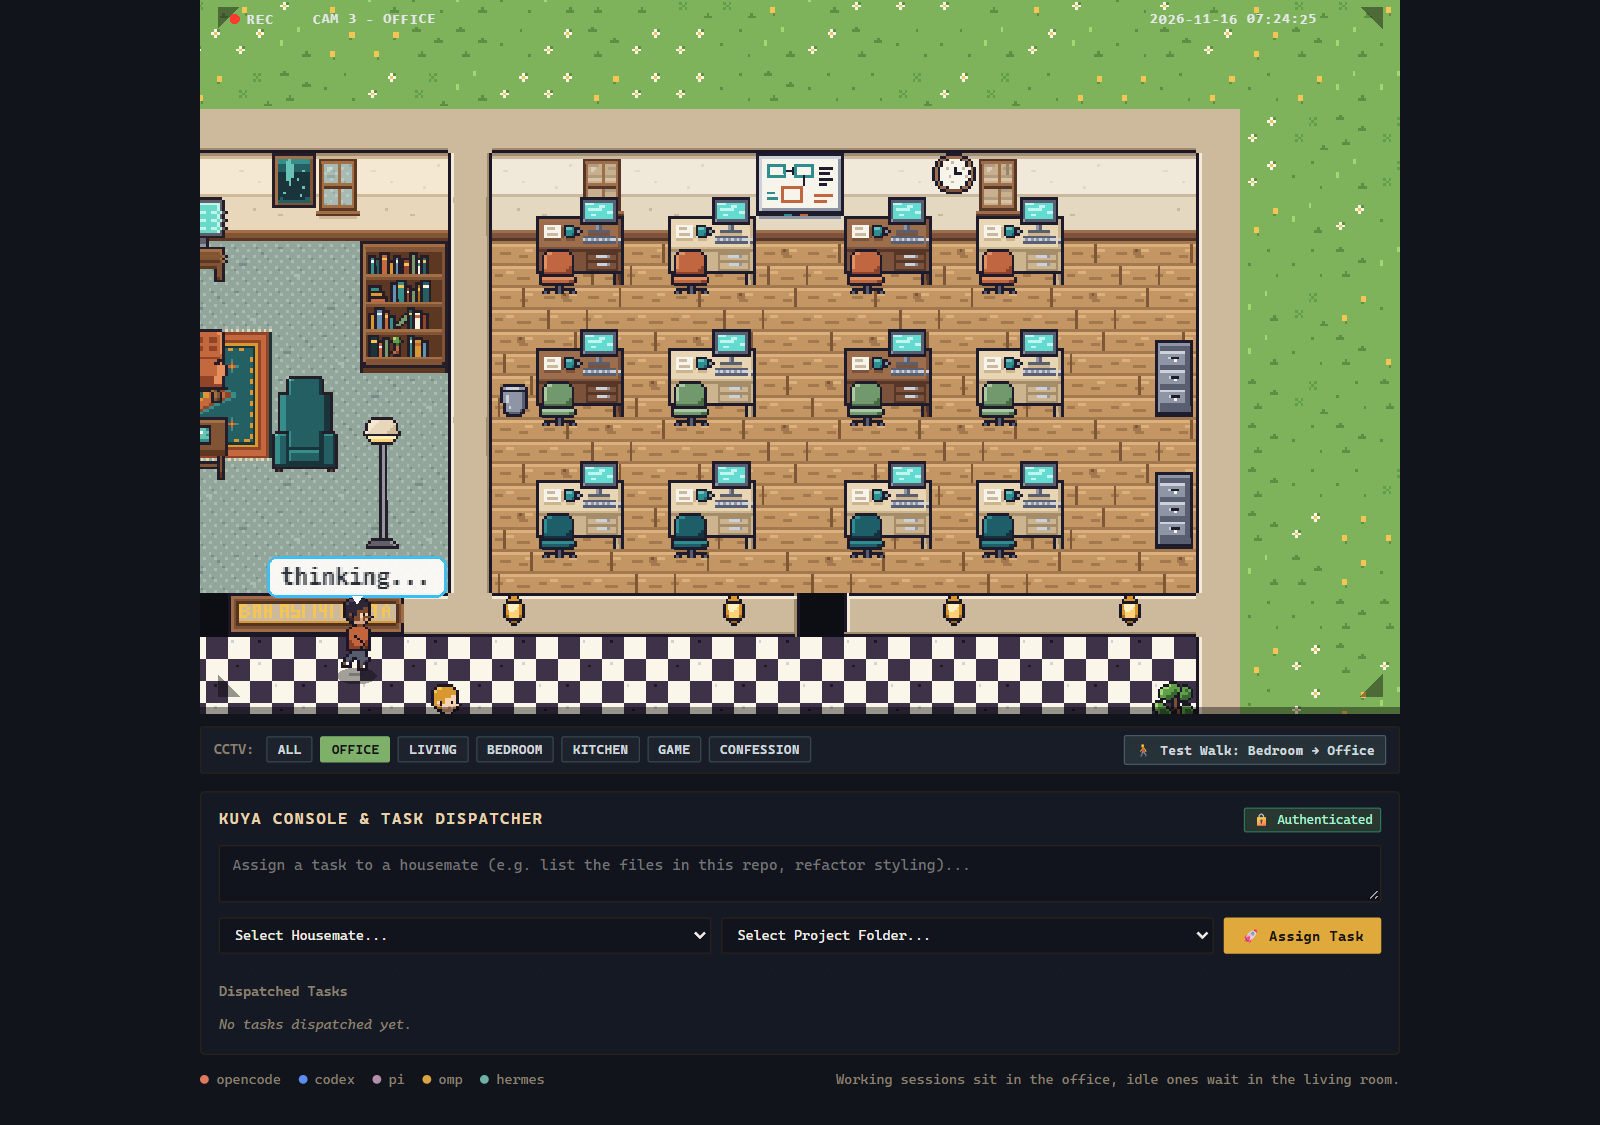 REC CAM 3 - OFFICE 2026-11-16 07:24:25
thinking...
CCTV: ALL OFFICE LIVING BEDROOM KITCHEN GAME CONFESSION Test Walk: Bedroom → Office
KUYA CONSOLE & TASK DISPATCHER Authenticated
Assign a task to a housemate (e.g. list the files in this repo, refactor styling)...
Select Housemate... Select Project Folder... Assign Task
Dispatched Tasks
No tasks dispatched yet.
opencode codex pi omp hermes Working sessions sit in the office, idle ones wait in the living room.